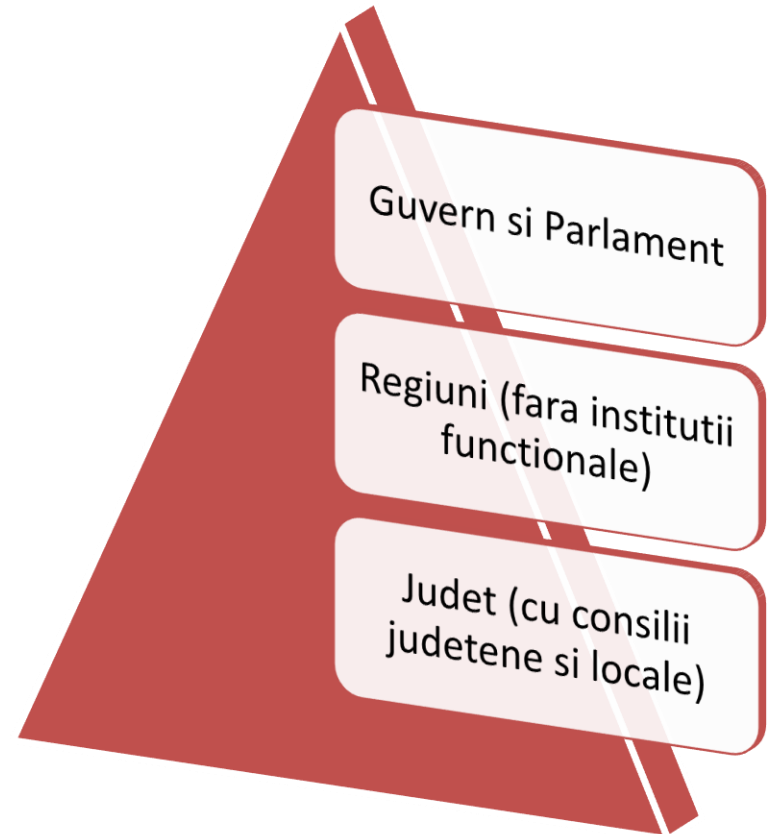 Guvern si Parlament
Regiuni (fara institutii
functionale)
Judet (cu consilii
judetene si locale)